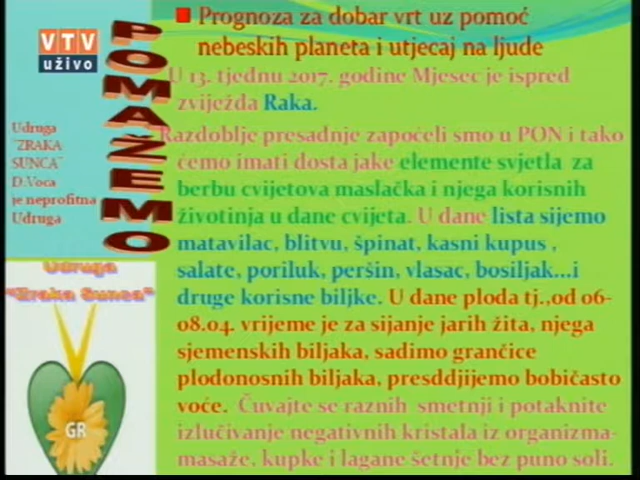 VTV
uživo
POMAŽEMO
Udruga
"ZRAKA
SUNCA"
D.Voca
je neprofitna
Udruga
Udruga
"Zraka Sunca"
GR
Prognoza za dobar vrt uz pomoć
nebeskih planeta i utjecaj na ljude
U 13. tjednu 2017. godine Mjesec je ispred
zviježđa Raka.
Razdoblje presadnje započeli smo u PON i tako
ćemo imati dosta jake elemente svjetla za
berbu cvijetova maslačka i njega korisnih
životinja u dane cvijeta. U dane lista sijemo
matavilac, blitvu, špinat, kasni kupus ,
salate, poriluk, peršin, vlasac, bosiljak...i
druge korisne biljke. U dane ploda tj.,od 06-
08.04. vrijeme je za sijanje jarih žita, njega
sjemenskih biljaka, sadimo grančice
plodonosnih biljaka, presddjijemo bobičasto
voće. Čuvajte se raznih smetnji i potaknite
izlučivanje negativnih kristala iz organizma-
masaže, kupke i lagane šetnje bez puno soli.